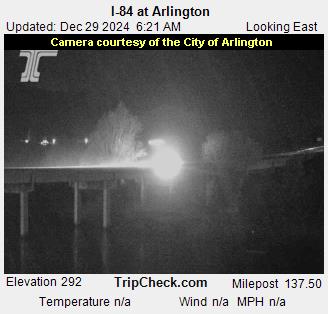 I-84 at Arlington
Updated: Dec 29 2024 6:21 AM Looking East
Camera courtesy of the City of Arlington
Elevation 292 TripCheck.com Milepost 137.50
Temperature n/a Wind n/a MPH n/a